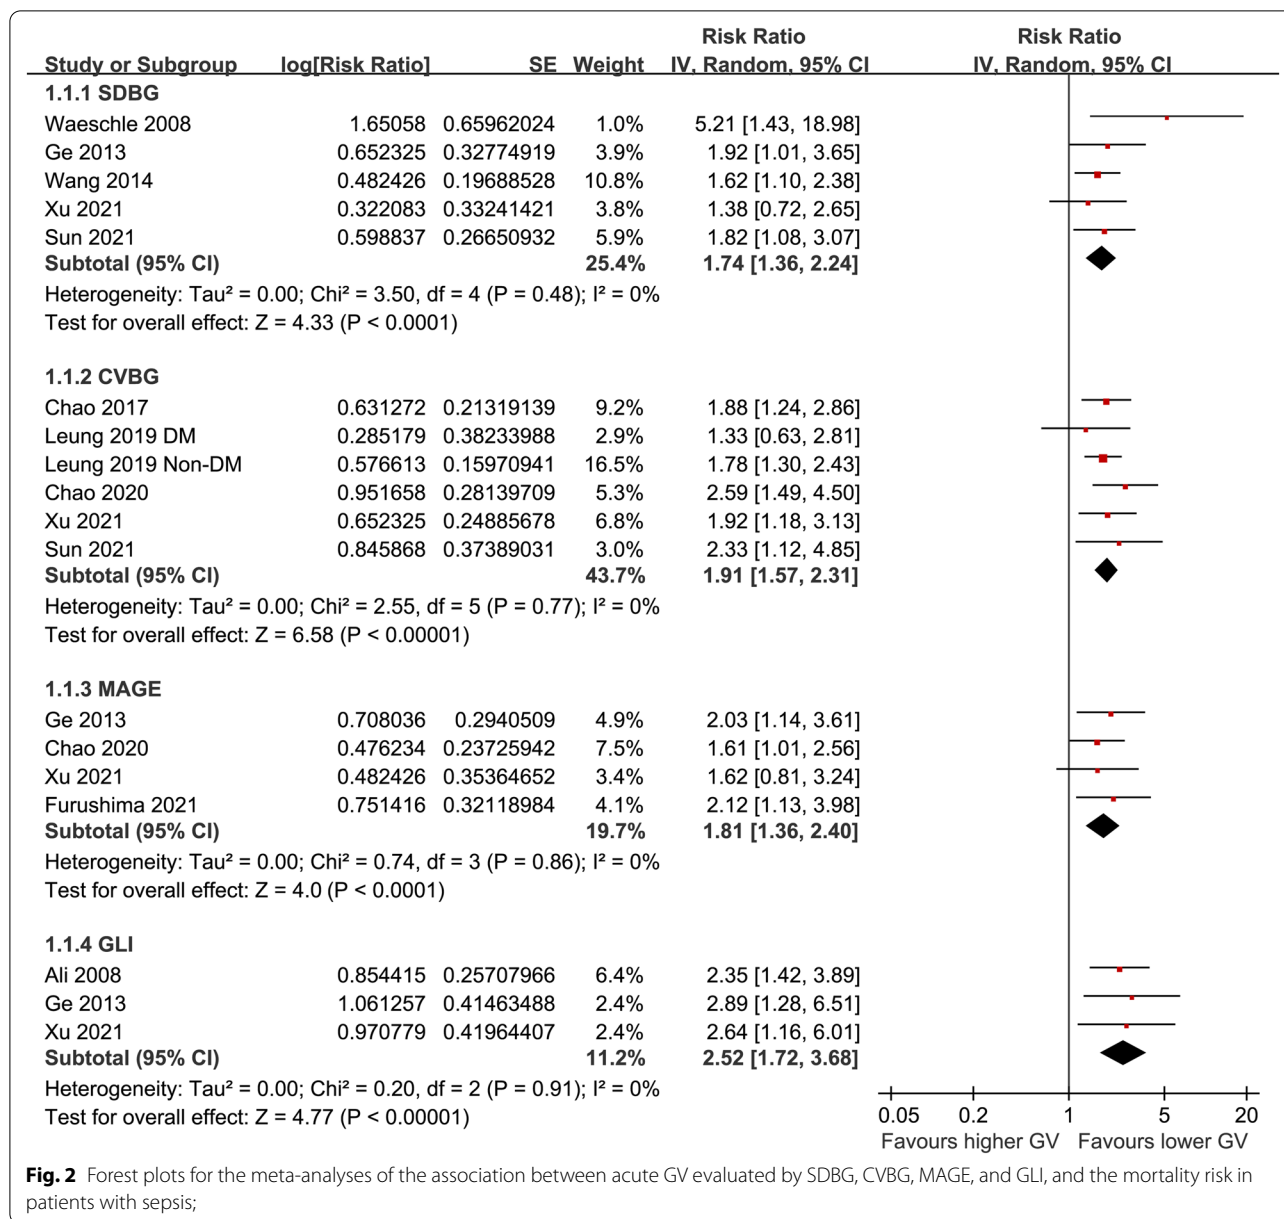 Risk Ratio Risk Ratio
Study or Subgroup log[Risk Ratio] SE Weight IV, Random, 95% CI IV, Random, 95% CI
1.1.1 SDBG
Waeschle 2008 1.65058 0.65962024 1.0% 5.21 [1.43, 18.98]
Ge 2013 0.652325 0.32774919 3.9% 1.92 [1.01, 3.65]
Wang 2014 0.482426 0.19688528 10.8% 1.62 [1.10, 2.38]
Xu 2021 0.322083 0.33241421 3.8% 1.38 [0.72, 2.65]
Sun 2021 0.598837 0.26650932 5.9% 1.82 [1.08, 3.07]
Subtotal (95% CI) 25.4% 1.74 [1.36, 2.24]
Heterogeneity: Tau² = 0.00; Chi² = 3.50, df = 4 (P = 0.48); I² = 0%
Test for overall effect: Z = 4.33 (P < 0.0001)
1.1.2 CVBG
Chao 2017 0.631272 0.21319139 9.2% 1.88 [1.24, 2.86]
Leung 2019 DM 0.285179 0.38233988 2.9% 1.33 [0.63, 2.81]
Leung 2019 Non-DM 0.576613 0.15970941 16.5% 1.78 [1.30, 2.43]
Chao 2020 0.951658 0.28139709 5.3% 2.59 [1.49, 4.50]
Xu 2021 0.652325 0.24885678 6.8% 1.92 [1.18, 3.13]
Sun 2021 0.845868 0.37389031 3.0% 2.33 [1.12, 4.85]
Subtotal (95% CI) 43.7% 1.91 [1.57, 2.31]
Heterogeneity: Tau² = 0.00; Chi² = 2.55, df = 5 (P = 0.77); I² = 0%
Test for overall effect: Z = 6.58 (P < 0.00001)
1.1.3 MAGE
Ge 2013 0.708036 0.2940509 4.9% 2.03 [1.14, 3.61]
Chao 2020 0.476234 0.23725942 7.5% 1.61 [1.01, 2.56]
Xu 2021 0.482426 0.35364652 3.4% 1.62 [0.81, 3.24]
Furushima 2021 0.751416 0.32118984 4.1% 2.12 [1.13, 3.98]
Subtotal (95% CI) 19.7% 1.81 [1.36, 2.40]
Heterogeneity: Tau² = 0.00; Chi² = 0.74, df = 3 (P = 0.86); I² = 0%
Test for overall effect: Z = 4.0 (P < 0.0001)
1.1.4 GLI
Ali 2008 0.854415 0.25707966 6.4% 2.35 [1.42, 3.89]
Ge 2013 1.061257 0.41463488 2.4% 2.89 [1.28, 6.51]
Xu 2021 0.970779 0.41964407 2.4% 2.64 [1.16, 6.01]
Subtotal (95% CI) 11.2% 2.52 [1.72, 3.68]
Heterogeneity: Tau² = 0.00; Chi² = 0.20, df = 2 (P = 0.91); I² = 0%
Test for overall effect: Z = 4.77 (P < 0.00001)
0.05 0.2 1 5 20
Favours higher GV Favours lower GV
Fig. 2 Forest plots for the meta-analyses of the association between acute GV evaluated by SDBG, CVBG, MAGE, and GLI, and the mortality risk in
patients with sepsis;